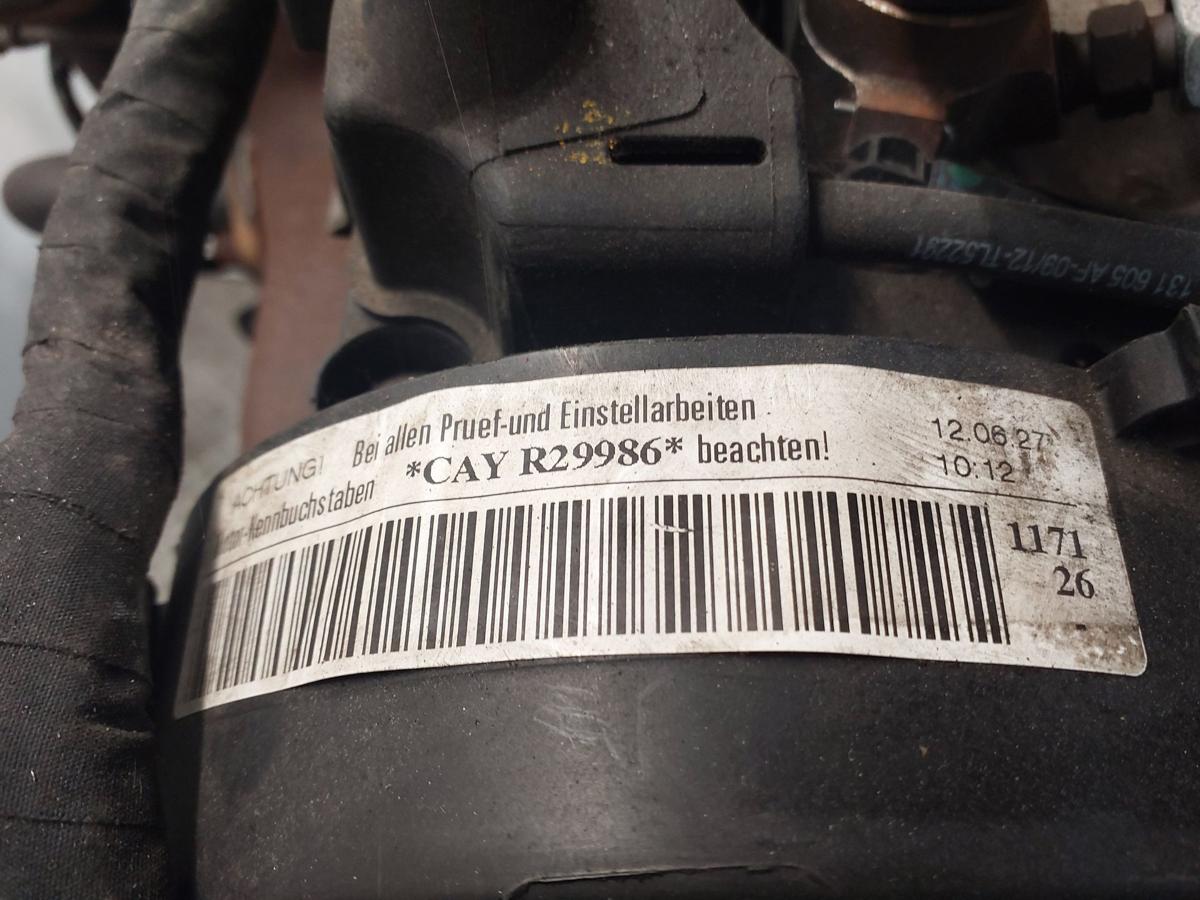 131 605 AF-09/12-TL52291
ACHTUNG! Bei allen Pruef-und Einstellarbeiten
Motor-Kennbuchstaben *CAY R29986* beachten!
12.06.27
10:12
1171
26